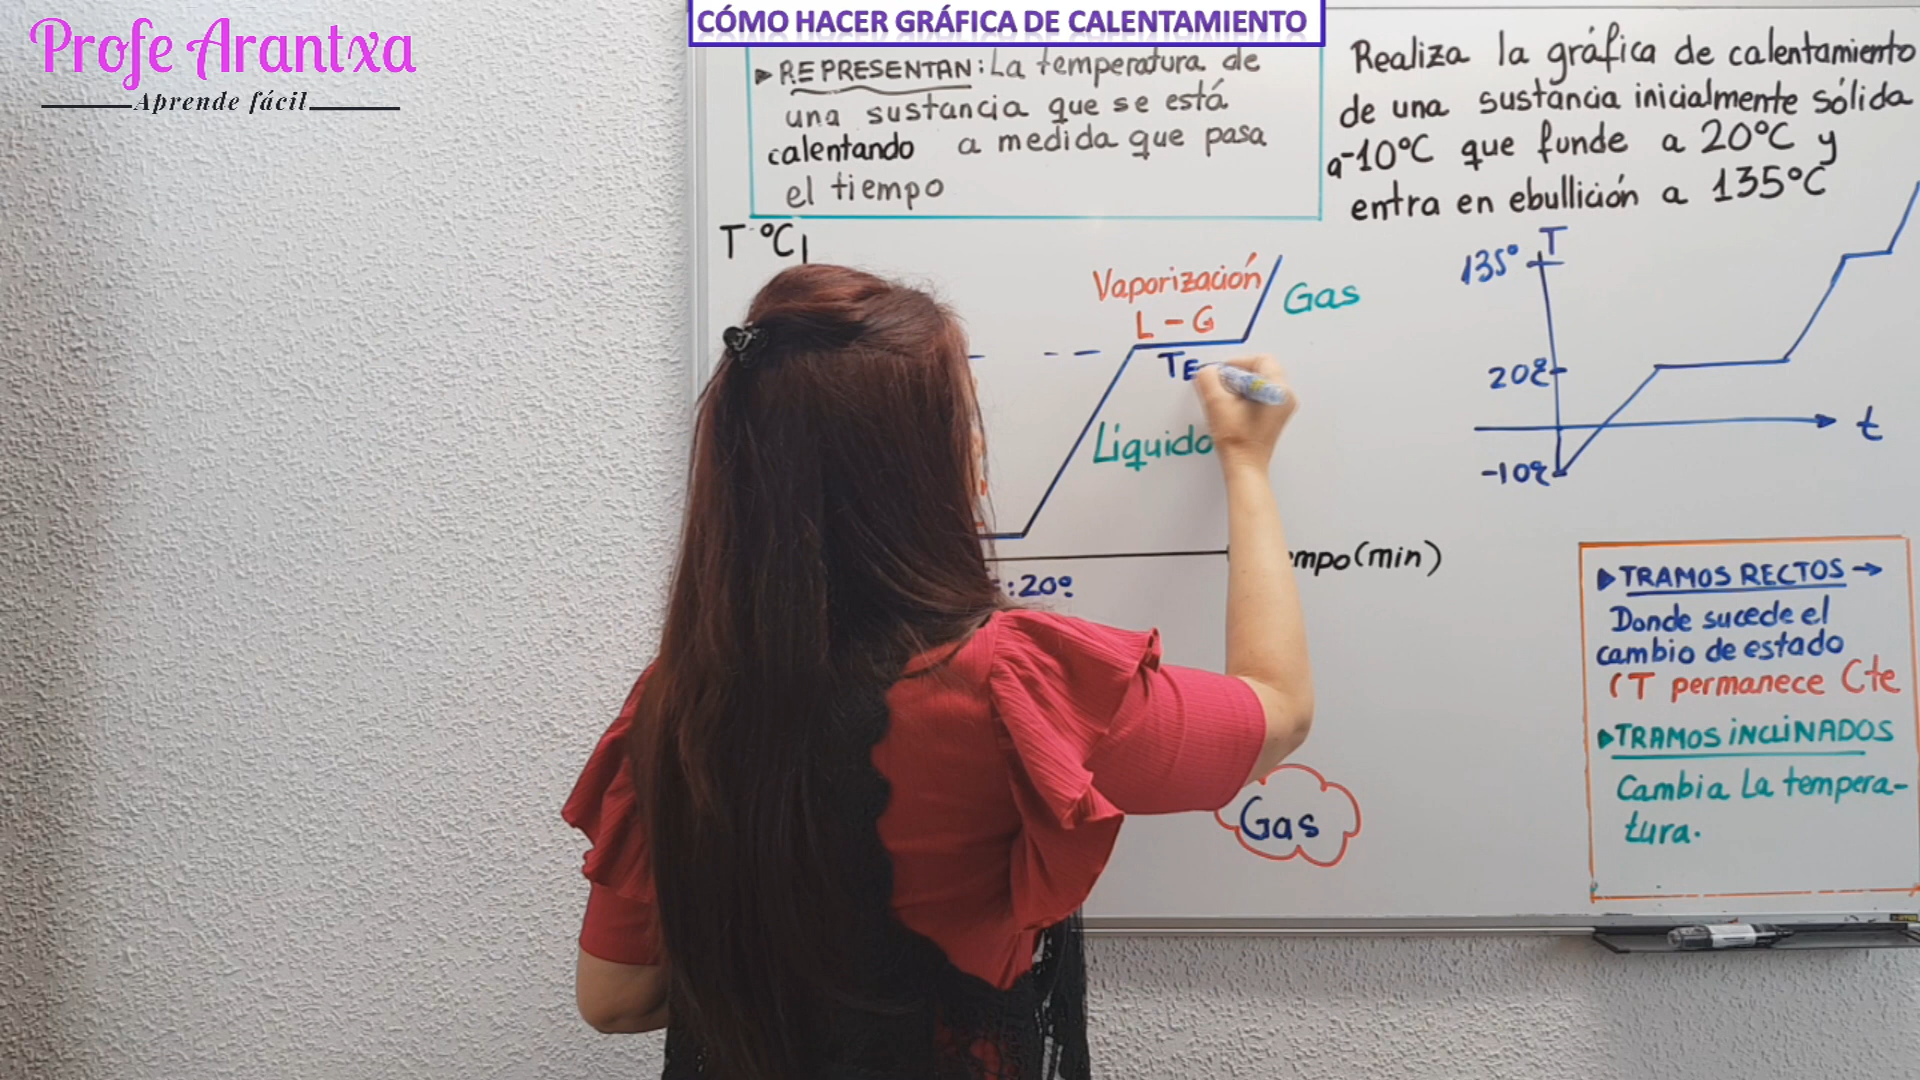 Profe Arantxa
Aprende fácil
CÓMO HACER GRÁFICA DE CALENTAMIENTO
▸ REPRESENTAN: La temperatura de
una sustancia que se está
calentando a medida que pasa
el tiempo
Realiza la gráfica de calentamiento
de una sustancia inicialmente sólida
a -10°C que funde a 20°C y
entra en ebullición a 135°C
T °C
Vaporización
L - G
Gas
TE
Líquido
:20º
mpo (min)
T
135°
20º
-10º
t
Gas
▸ TRAMOS RECTOS →
Donde sucede el
cambio de estado
(T permanece Cte
▸ TRAMOS INCLINADOS
Cambia La tempera-
tura.